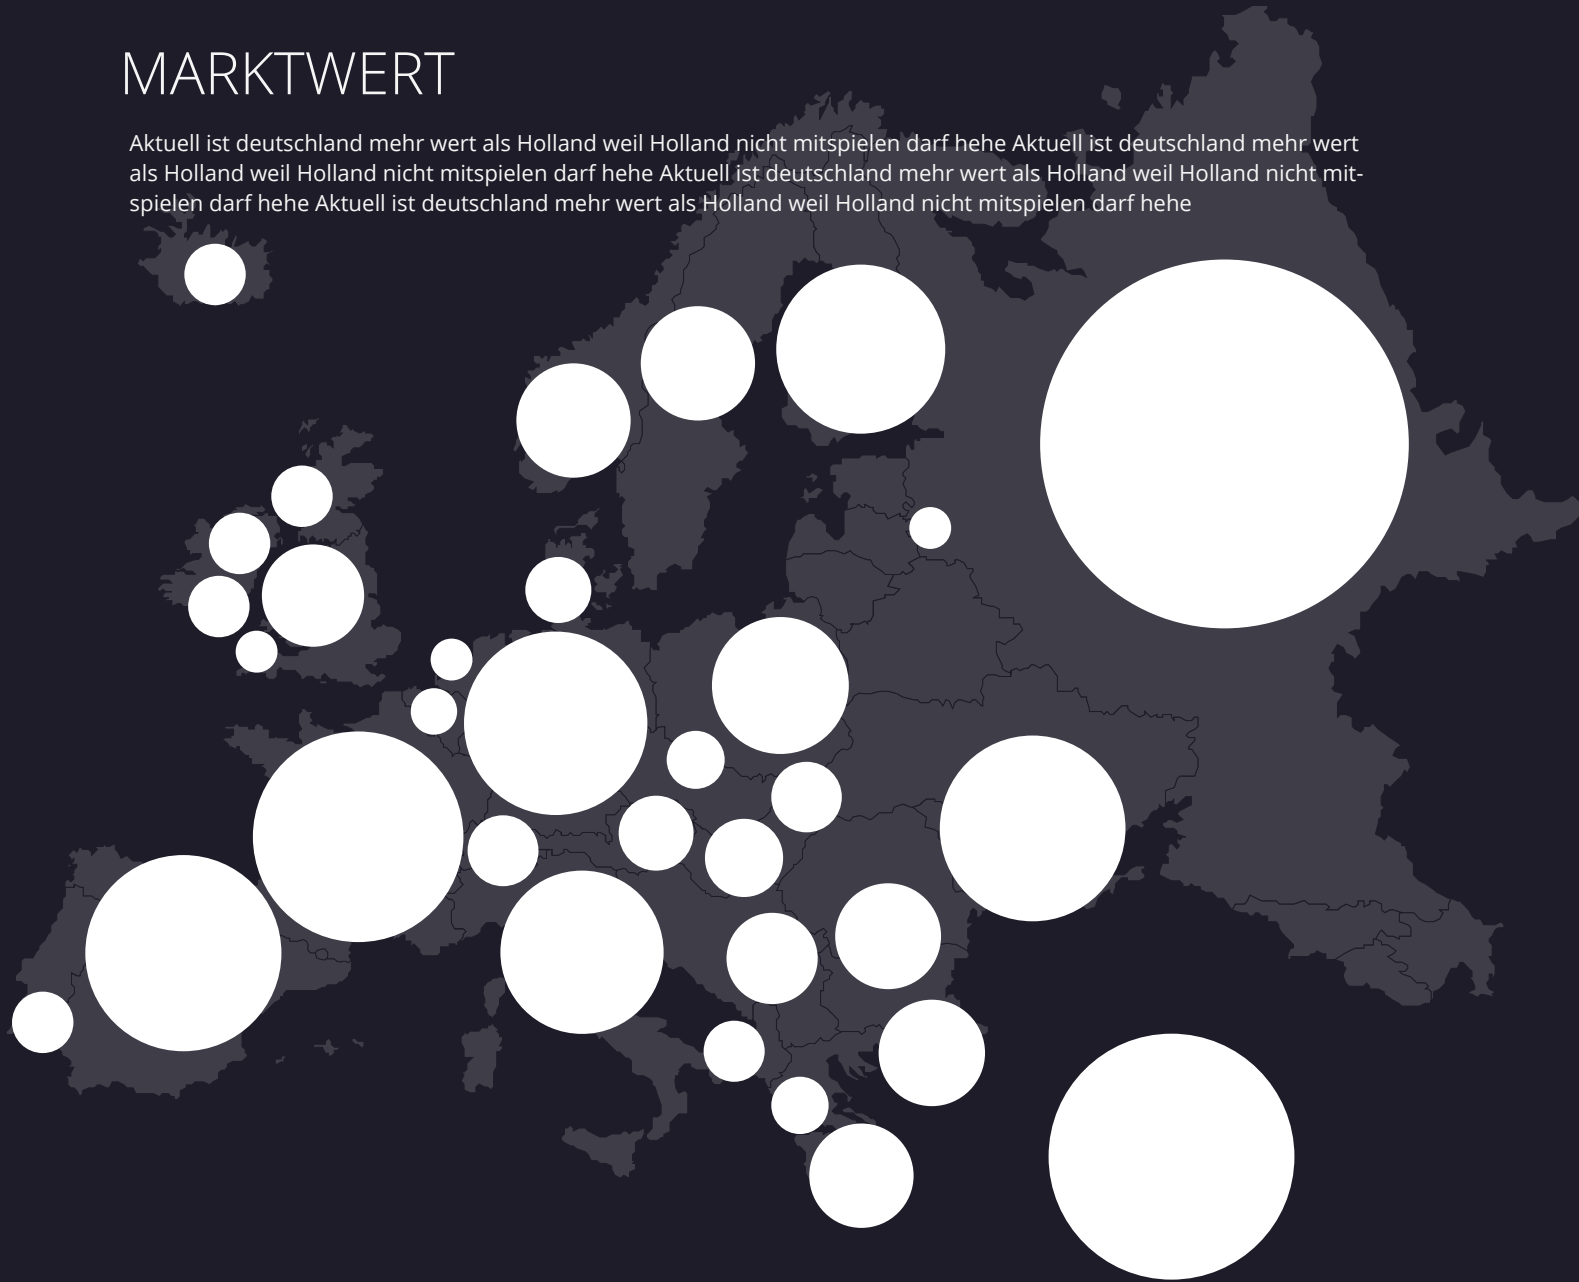 MARKTWERT
Aktuell ist deutschland mehr wert als Holland weil Holland nicht mitspielen darf hehe Aktuell ist deutschland mehr wert
als Holland weil Holland nicht mitspielen darf hehe Aktuell ist deutschland mehr wert als Holland weil Holland nicht mit-
spielen darf hehe Aktuell ist deutschland mehr wert als Holland weil Holland nicht mitspielen darf hehe